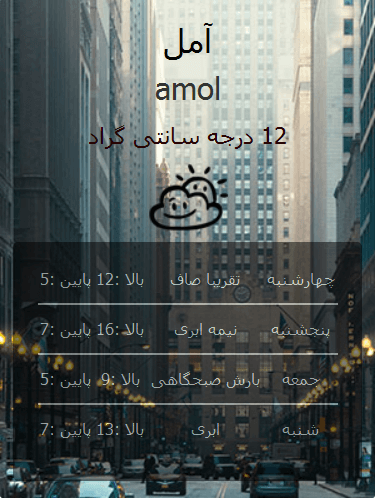 آمل
amol
12 درجه سانتی گراد
چهارشنبه تقریبا صاف بالا :12 پایین :5
پنجشنبه نیمه ابری بالا :16 پایین :7
جمعه بارش صبحگاهی بالا :9 پایین :5
شنبه ابری بالا :13 پایین :7